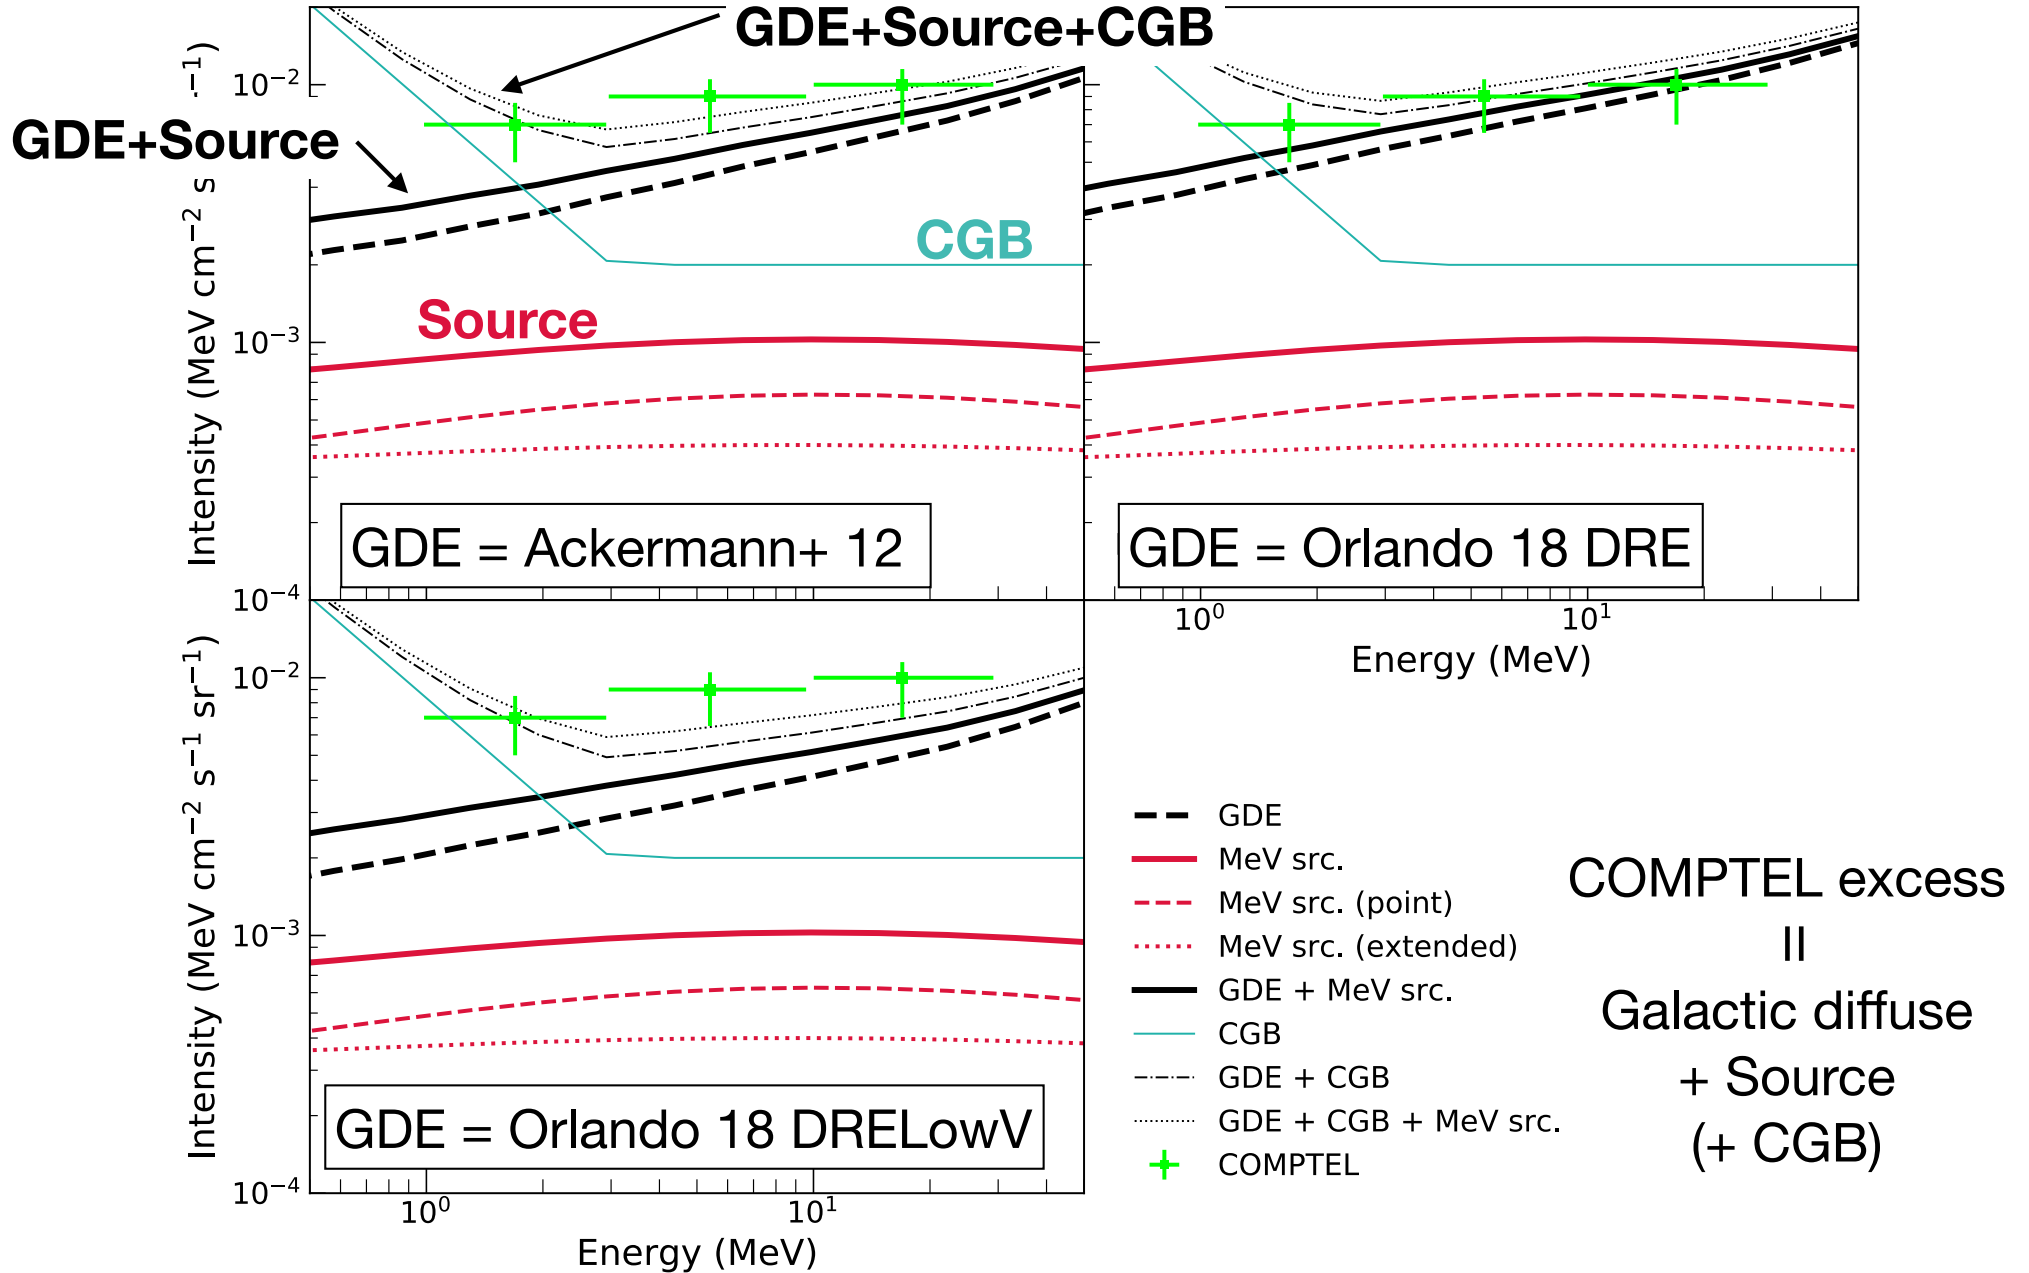 GDE+Source+CGB
GDE+Source
CGB
Source
Intensity (MeV cm⁻² s⁻¹)
10⁻²
10⁻³
10⁻⁴
GDE = Ackermann+ 12
GDE = Orlando 18 DRE
10⁰
10¹
Energy (MeV)
Intensity (MeV cm⁻² s⁻¹ sr⁻¹)
10⁻²
10⁻³
10⁻⁴
GDE = Orlando 18 DRELowV
10⁰
10¹
Energy (MeV)
GDE
MeV src.
MeV src. (point)
MeV src. (extended)
GDE + MeV src.
CGB
GDE + CGB
GDE + CGB + MeV src.
COMPTEL
COMPTEL excess
=
Galactic diffuse
+ Source
(+ CGB)